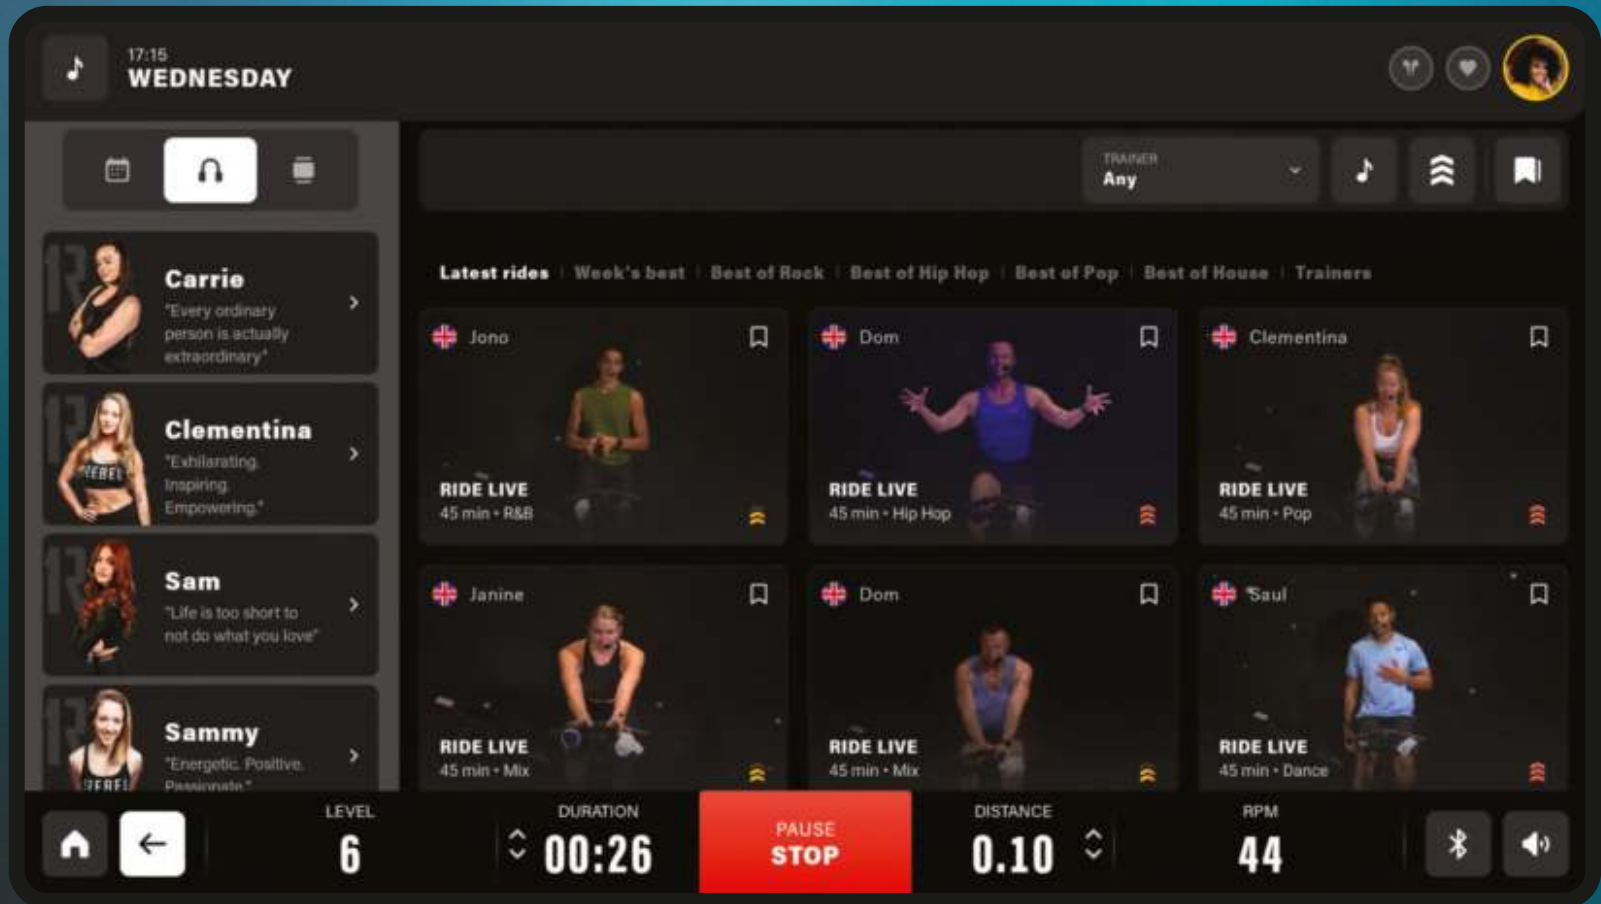 17:15
WEDNESDAY
TRAINER
Any
Carrie
"Every ordinary
person is actually
extraordinary"
Clementina
"Exhilarating.
Inspiring.
Empowering."
REBEL
Sam
"Life is too short to
not do what you love"
Sammy
"Energetic. Positive.
Passionate."
REBEL
Latest rides | Week's best | Best of Rock | Best of Hip Hop | Best of Pop | Best of House | Trainers
Jono
RIDE LIVE
45 min • R&B
Dom
RIDE LIVE
45 min • Hip Hop
Clementina
RIDE LIVE
45 min • Pop
Janine
RIDE LIVE
45 min • Mix
Dom
RIDE LIVE
45 min • Mix
Saul
RIDE LIVE
45 min • Dance
LEVEL
6
DURATION
00:26
PAUSE
STOP
DISTANCE
0.10
RPM
44